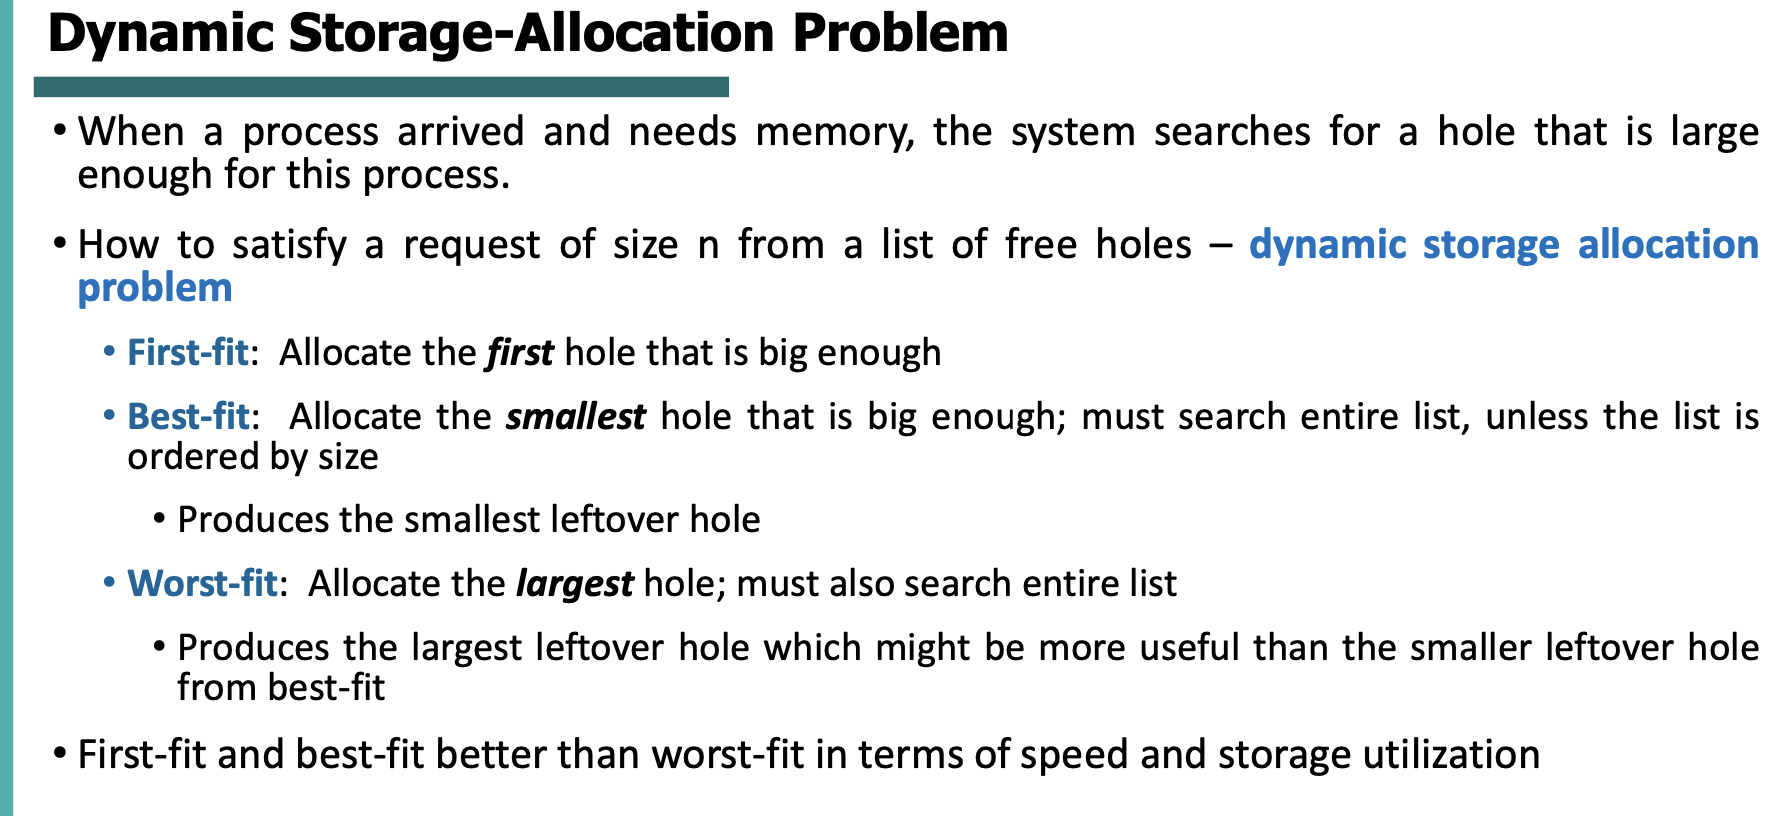 Dynamic Storage-Allocation Problem
• When a process arrived and needs memory, the system searches for a hole that is large
enough for this process.
• How to satisfy a request of size n from a list of free holes – dynamic storage allocation
problem
• First-fit: Allocate the first hole that is big enough
• Best-fit: Allocate the smallest hole that is big enough; must search entire list, unless the list is
ordered by size
• Produces the smallest leftover hole
• Worst-fit: Allocate the largest hole; must also search entire list
• Produces the largest leftover hole which might be more useful than the smaller leftover hole
from best-fit
• First-fit and best-fit better than worst-fit in terms of speed and storage utilization